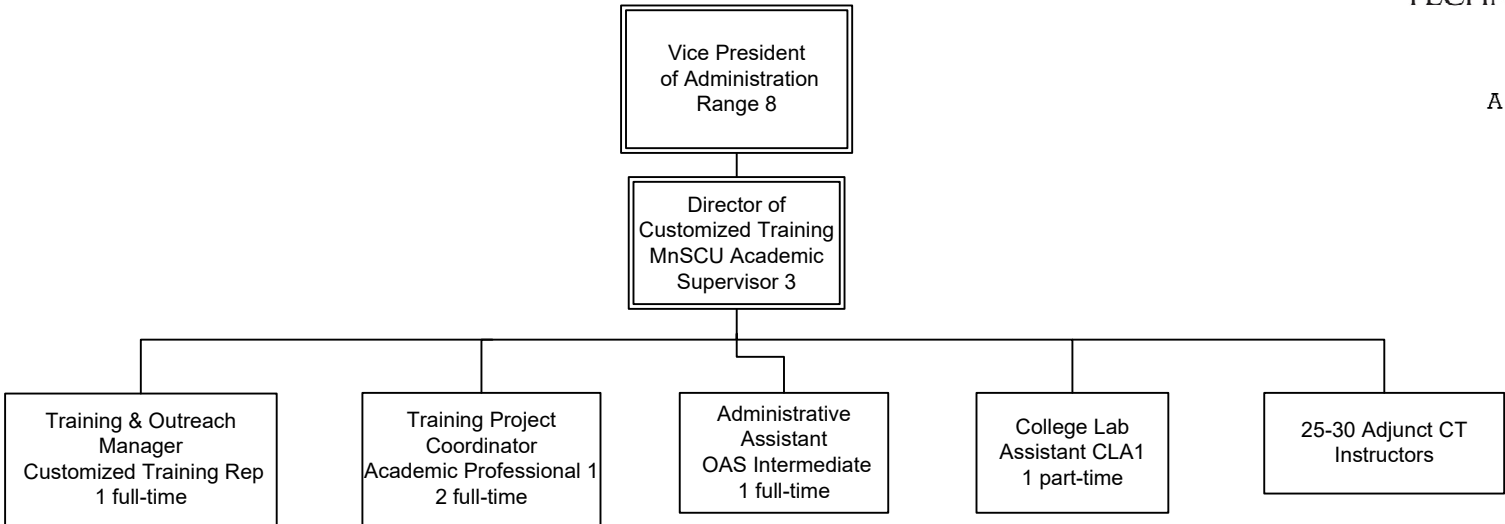 Vice President
of Administration
Range 8
A
Director of
Customized Training
MnSCU Academic
Supervisor 3
Training & Outreach
Manager
Customized Training Rep
1 full-time
Training Project
Coordinator
Academic Professional 1
2 full-time
Administrative
Assistant
OAS Intermediate
1 full-time
College Lab
Assistant CLA1
1 part-time
25-30 Adjunct CT
Instructors